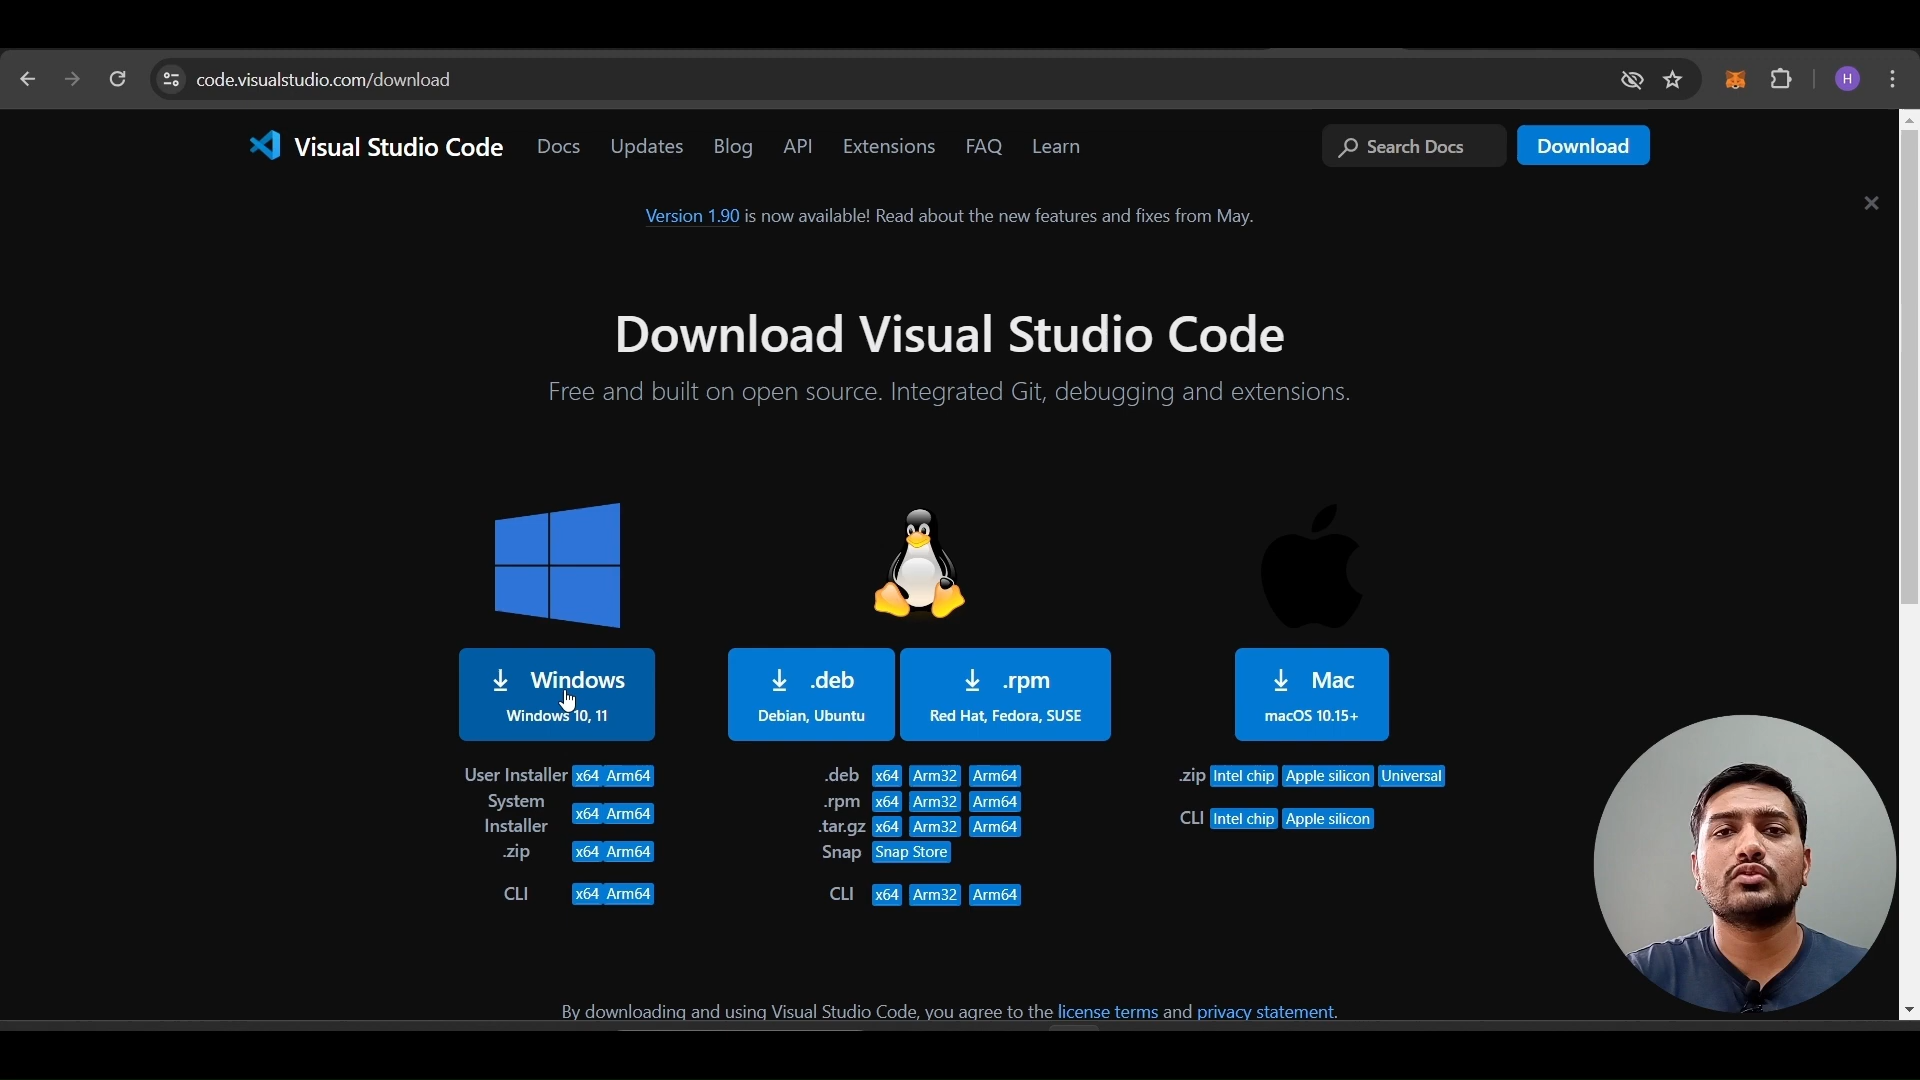 code.visualstudio.com/download
H
Visual Studio Code Docs Updates Blog API Extensions FAQ Learn Search Docs Download
Version 1.90 is now available! Read about the new features and fixes from May.
Download Visual Studio Code
Free and built on open source. Integrated Git, debugging and extensions.
Windows
Windows 10, 11
User Installer x64 Arm64
System
Installer x64 Arm64
.zip x64 Arm64
CLI x64 Arm64
.deb
Debian, Ubuntu
.rpm
Red Hat, Fedora, SUSE
.deb x64 Arm32 Arm64
.rpm x64 Arm32 Arm64
.tar.gz x64 Arm32 Arm64
Snap Snap Store
CLI x64 Arm32 Arm64
Mac
macOS 10.15+
.zip Intel chip Apple silicon Universal
CLI Intel chip Apple silicon
By downloading and using Visual Studio Code, you agree to the license terms and privacy statement.